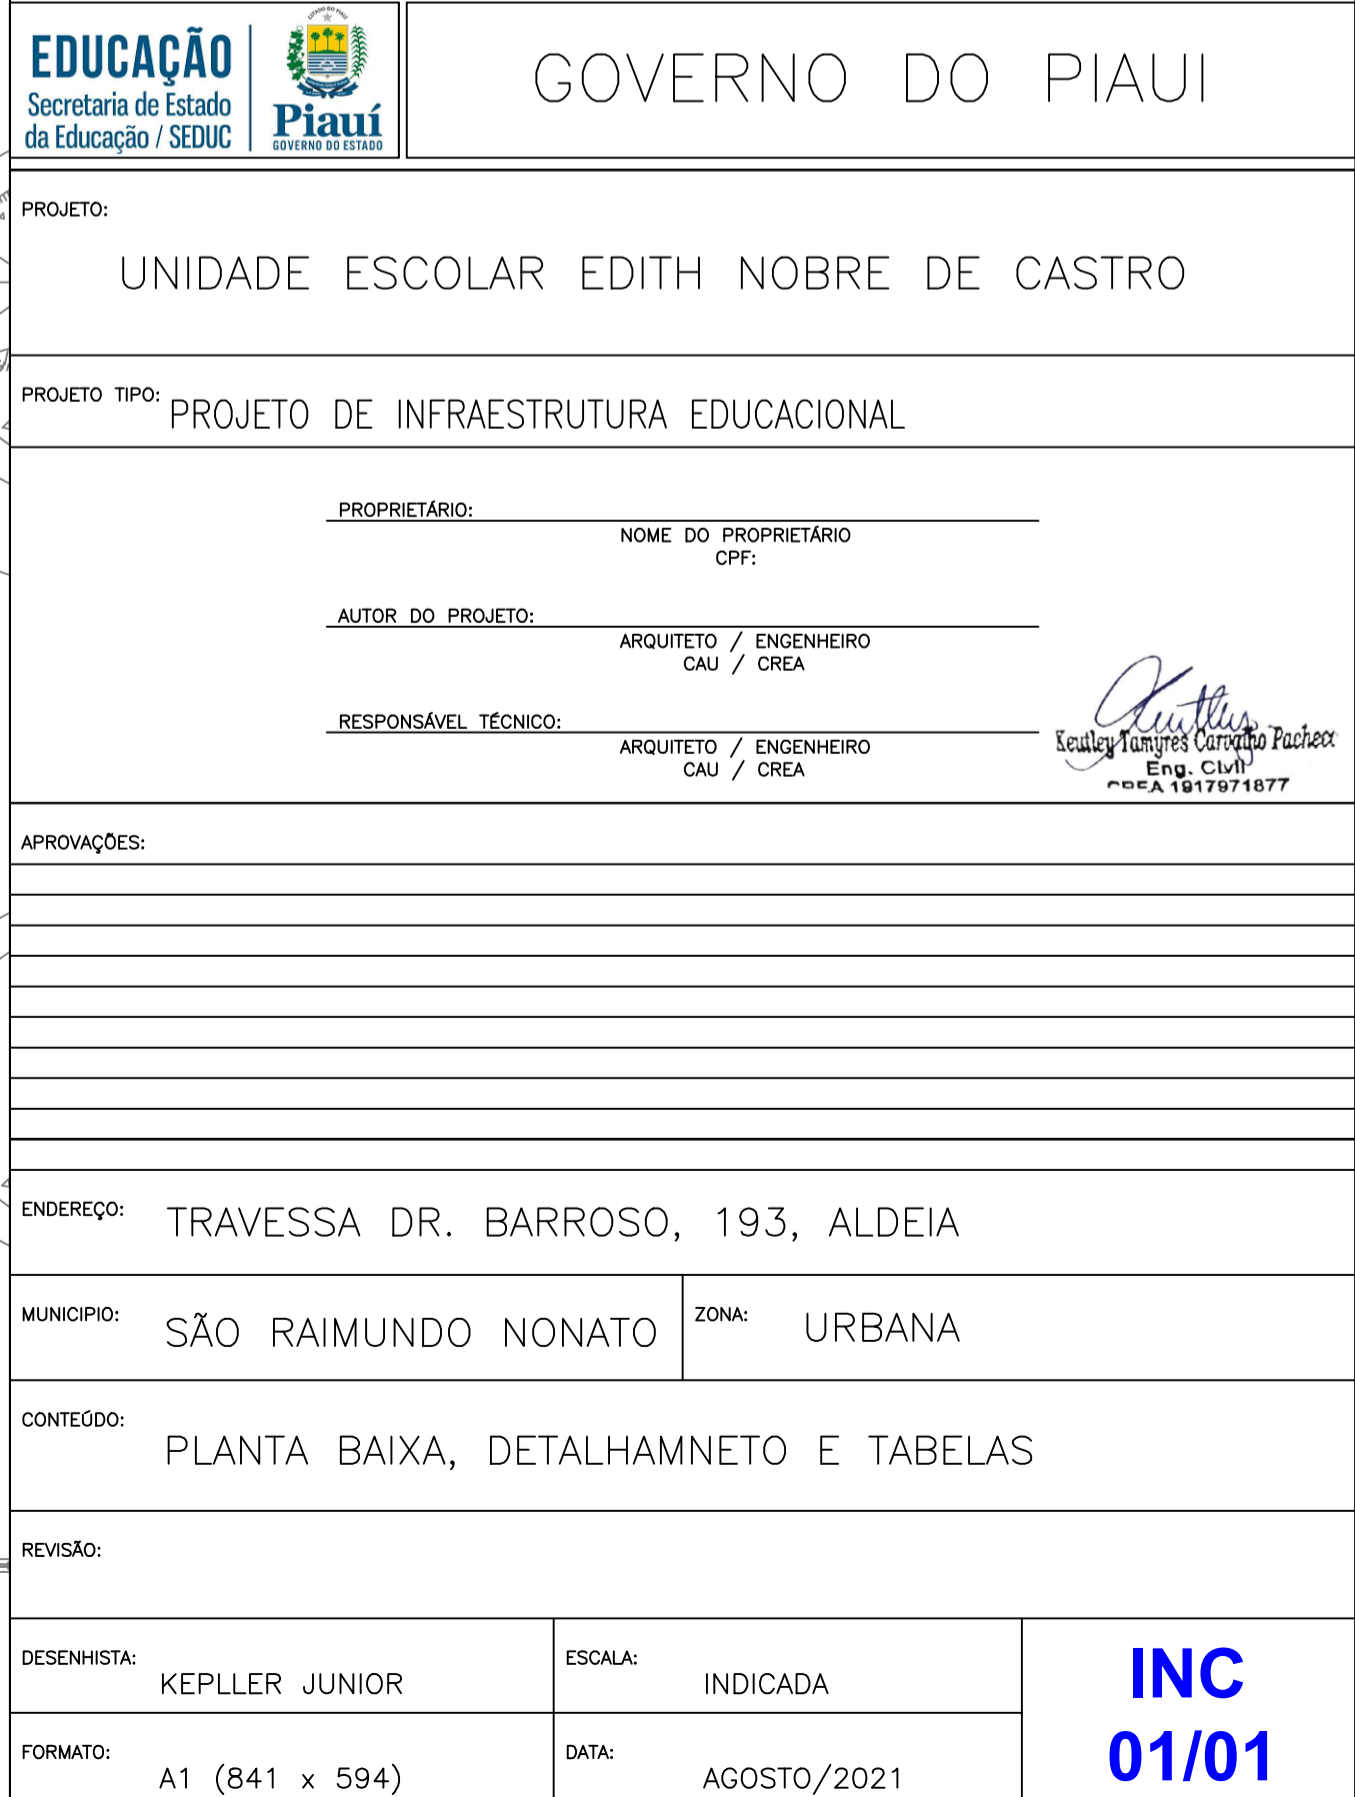 EDUCAÇÃO
Secretaria de Estado
da Educação / SEDUC
ESTADO DO PIAUÍ
Piauí
GOVERNO DO ESTADO
GOVERNO DO PIAUI
PROJETO:
UNIDADE ESCOLAR EDITH NOBRE DE CASTRO
PROJETO TIPO: PROJETO DE INFRAESTRUTURA EDUCACIONAL
PROPRIETÁRIO:
NOME DO PROPRIETÁRIO
CPF:
AUTOR DO PROJETO:
ARQUITETO / ENGENHEIRO
CAU / CREA
RESPONSÁVEL TÉCNICO:
ARQUITETO / ENGENHEIRO
CAU / CREA
Keutley Tamyres Carvalho Pacheco
Eng. Civil
CREA 1917971877
APROVAÇÕES:
ENDEREÇO: TRAVESSA DR. BARROSO, 193, ALDEIA
MUNICIPIO: SÃO RAIMUNDO NONATO
ZONA: URBANA
CONTEÚDO:
PLANTA BAIXA, DETALHAMNETO E TABELAS
REVISÃO:
DESENHISTA:
KEPLLER JUNIOR
ESCALA:
INDICADA
FORMATO:
A1 (841 x 594)
DATA:
AGOSTO/2021
INC
01/01